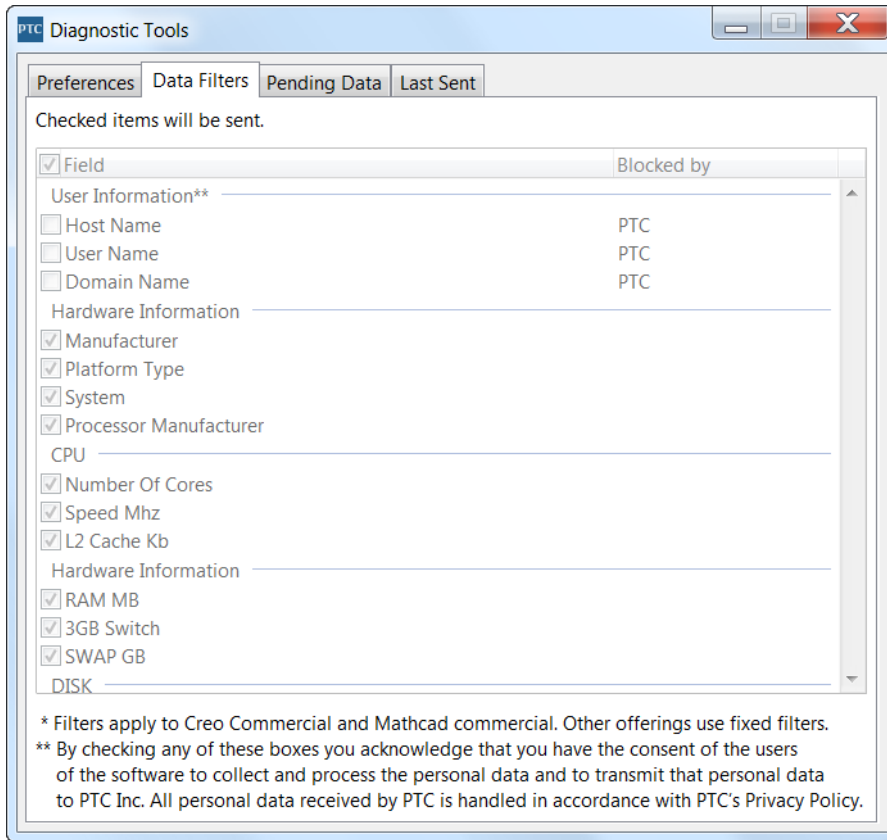 PTC Diagnostic Tools
Preferences Data Filters Pending Data Last Sent
Checked items will be sent.
Field Blocked by
User Information**
Host Name PTC
User Name PTC
Domain Name PTC
Hardware Information
Manufacturer
Platform Type
System
Processor Manufacturer
CPU
Number Of Cores
Speed Mhz
L2 Cache Kb
Hardware Information
RAM MB
3GB Switch
SWAP GB
DISK
* Filters apply to Creo Commercial and Mathcad commercial. Other offerings use fixed filters.
** By checking any of these boxes you acknowledge that you have the consent of the users
of the software to collect and process the personal data and to transmit that personal data
to PTC Inc. All personal data received by PTC is handled in accordance with PTC's Privacy Policy.